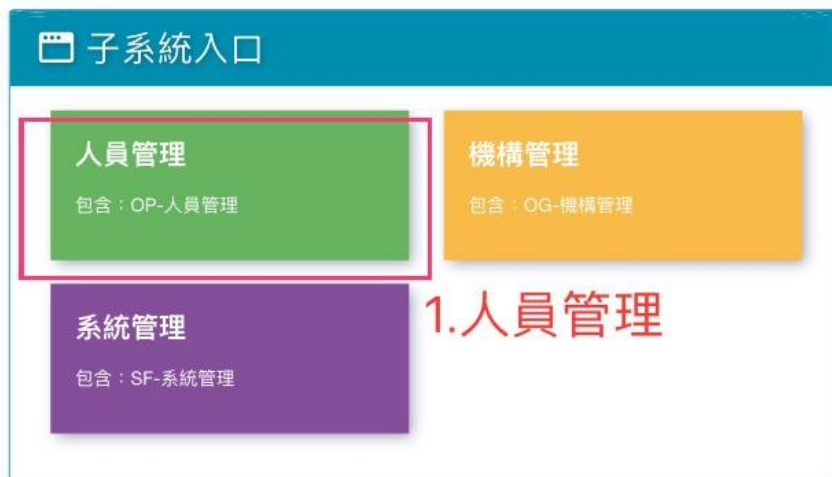 子系統入口
人員管理
包含：OP-人員管理
機構管理
包含：OG-機構管理
1.人員管理
系統管理
包含：SF-系統管理